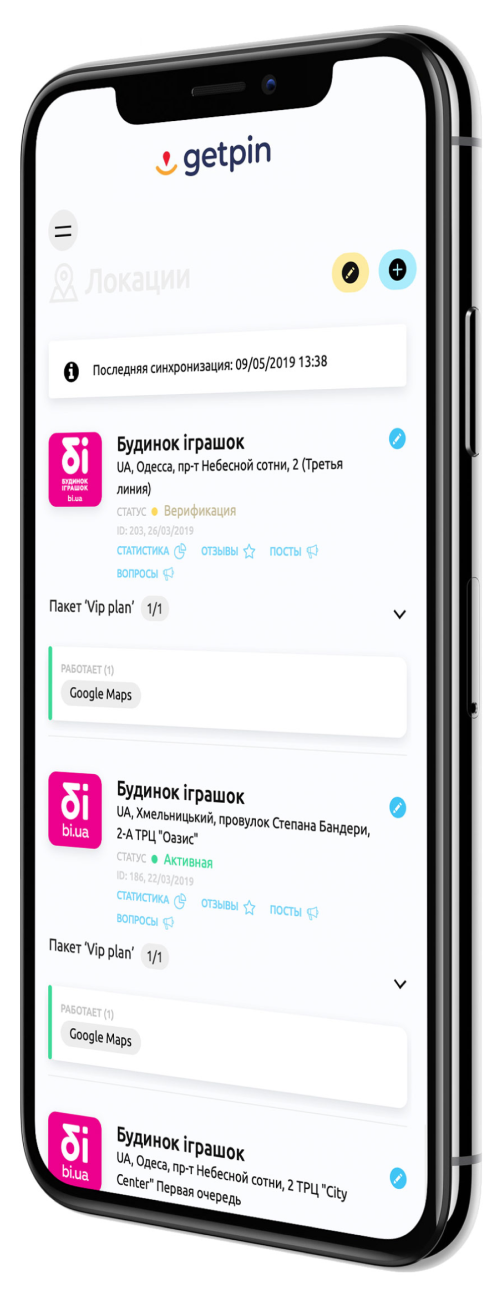 getpin
Локации
Последняя синхронизация: 09/05/2019 13:38
бі
БУДИНОК
ІГРАШОК
bi.ua
Будинок іграшок
UA, Одесса, пр-т Небесной сотни, 2 (Третья
линия)
СТАТУС Верификация
ID: 203, 26/03/2019
СТАТИСТИКА ОТЗЫВЫ ПОСТЫ
ВОПРОСЫ
Пакет 'Vip plan' 1/1
РАБОТАЕТ (1)
Google Maps
бі
bi.ua
Будинок іграшок
UA, Хмельницький, провулок Степана Бандери,
2-А ТРЦ "Оазис"
СТАТУС Активная
ID: 186, 22/03/2019
СТАТИСТИКА ОТЗЫВЫ ПОСТЫ
ВОПРОСЫ
Пакет 'Vip plan' 1/1
РАБОТАЕТ (1)
Google Maps
бі
bi.ua
Будинок іграшок
UA, Одеса, пр-т Небесной сотни, 2 ТРЦ "City
Center" Первая очередь